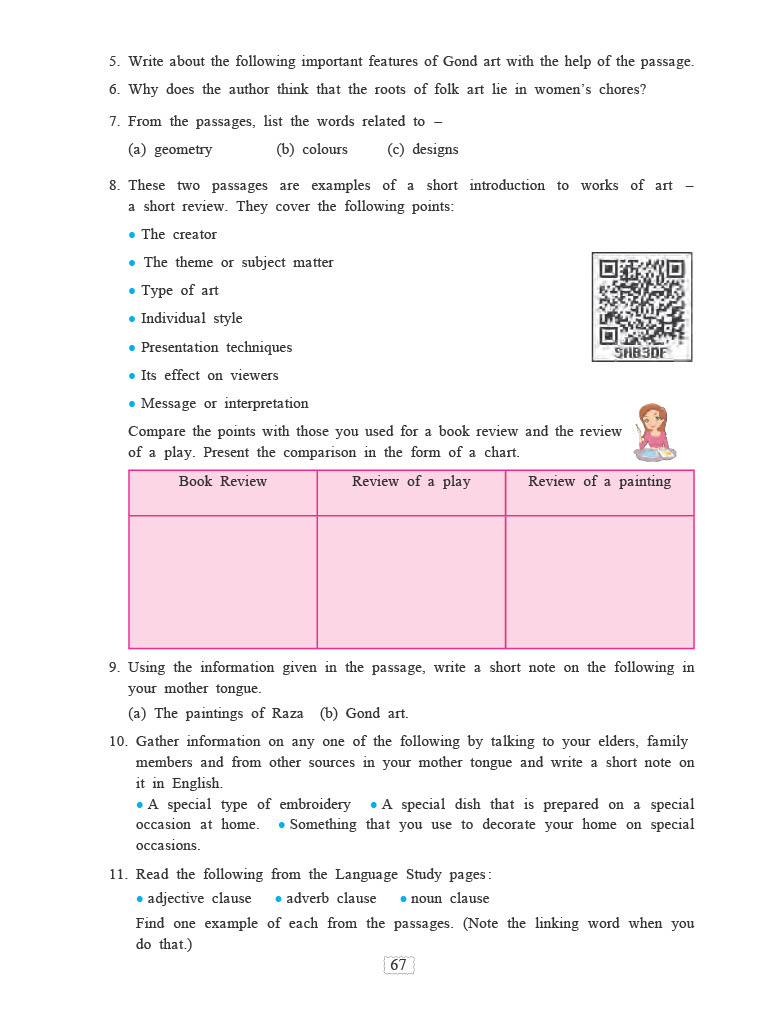 5. Write about the following important features of Gond art with the help of the passage.
6. Why does the author think that the roots of folk art lie in women's chores?
7. From the passages, list the words related to –
(a) geometry (b) colours (c) designs
8. These two passages are examples of a short introduction to works of art –
a short review. They cover the following points:
• The creator
• The theme or subject matter
• Type of art
• Individual style
• Presentation techniques
• Its effect on viewers
• Message or interpretation
SHB3DF
Compare the points with those you used for a book review and the review
of a play. Present the comparison in the form of a chart.
Book Review Review of a play Review of a painting
9. Using the information given in the passage, write a short note on the following in
your mother tongue.
(a) The paintings of Raza (b) Gond art.
10. Gather information on any one of the following by talking to your elders, family
members and from other sources in your mother tongue and write a short note on
it in English.
• A special type of embroidery • A special dish that is prepared on a special
occasion at home. • Something that you use to decorate your home on special
occasions.
11. Read the following from the Language Study pages:
• adjective clause • adverb clause • noun clause
Find one example of each from the passages. (Note the linking word when you
do that.)
67